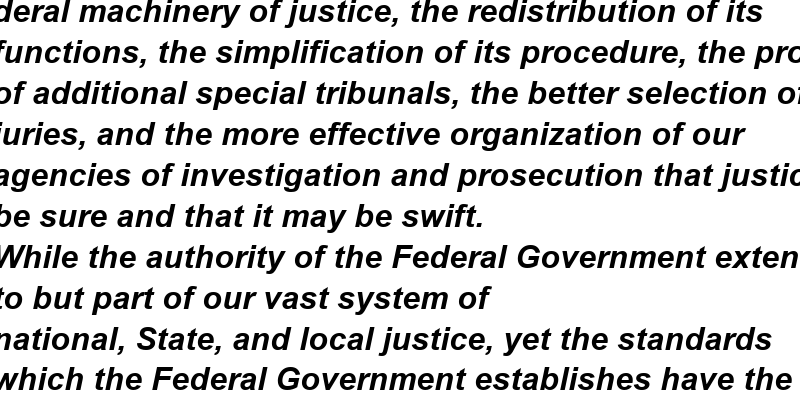 deral machinery of justice, the redistribution of its
functions, the simplification of its procedure, the pro
of additional special tribunals, the better selection of
juries, and the more effective organization of our
agencies of investigation and prosecution that justic
be sure and that it may be swift.
While the authority of the Federal Government exten
to but part of our vast system of
national, State, and local justice, yet the standards
which the Federal Government establishes have the